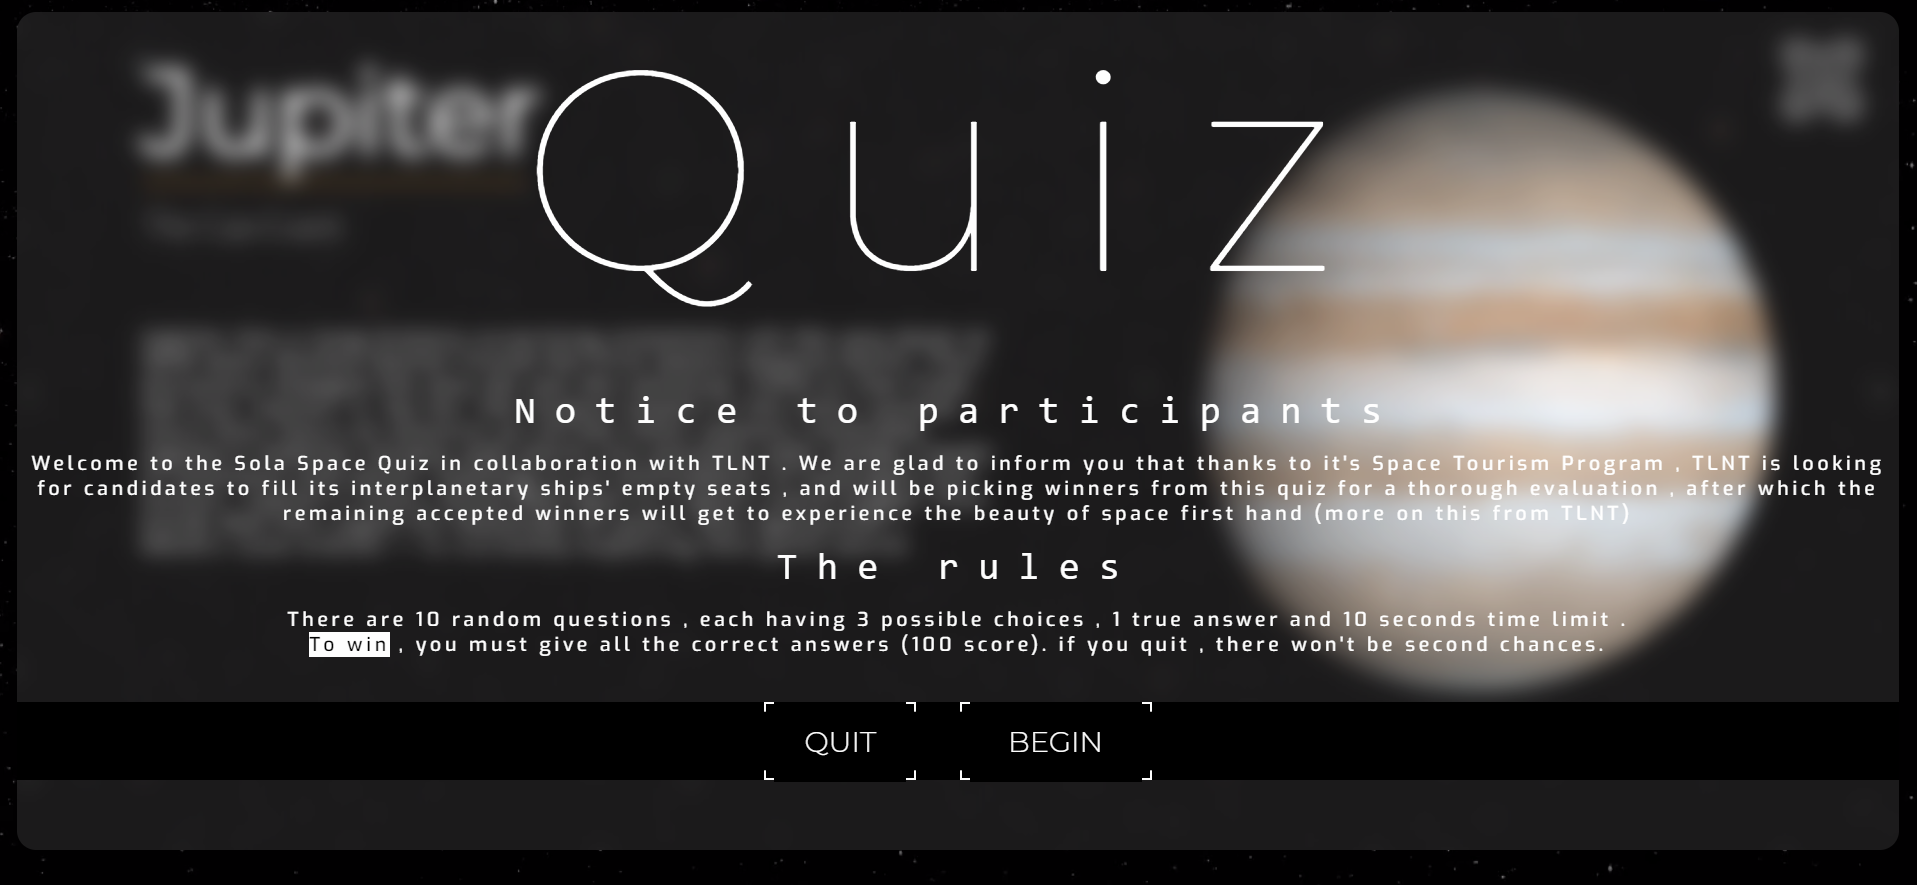 Jupiter
Quiz
Notice to participants
Welcome to the Sola Space Quiz in collaboration with TLNT . We are glad to inform you that thanks to it's Space Tourism Program , TLNT is looking
for candidates to fill its interplanetary ships' empty seats , and will be picking winners from this quiz for a thorough evaluation , after which the
remaining accepted winners will get to experience the beauty of space first hand (more on this from TLNT)
The rules
There are 10 random questions , each having 3 possible choices , 1 true answer and 10 seconds time limit .
To win , you must give all the correct answers (100 score). if you quit , there won't be second chances.
QUIT BEGIN